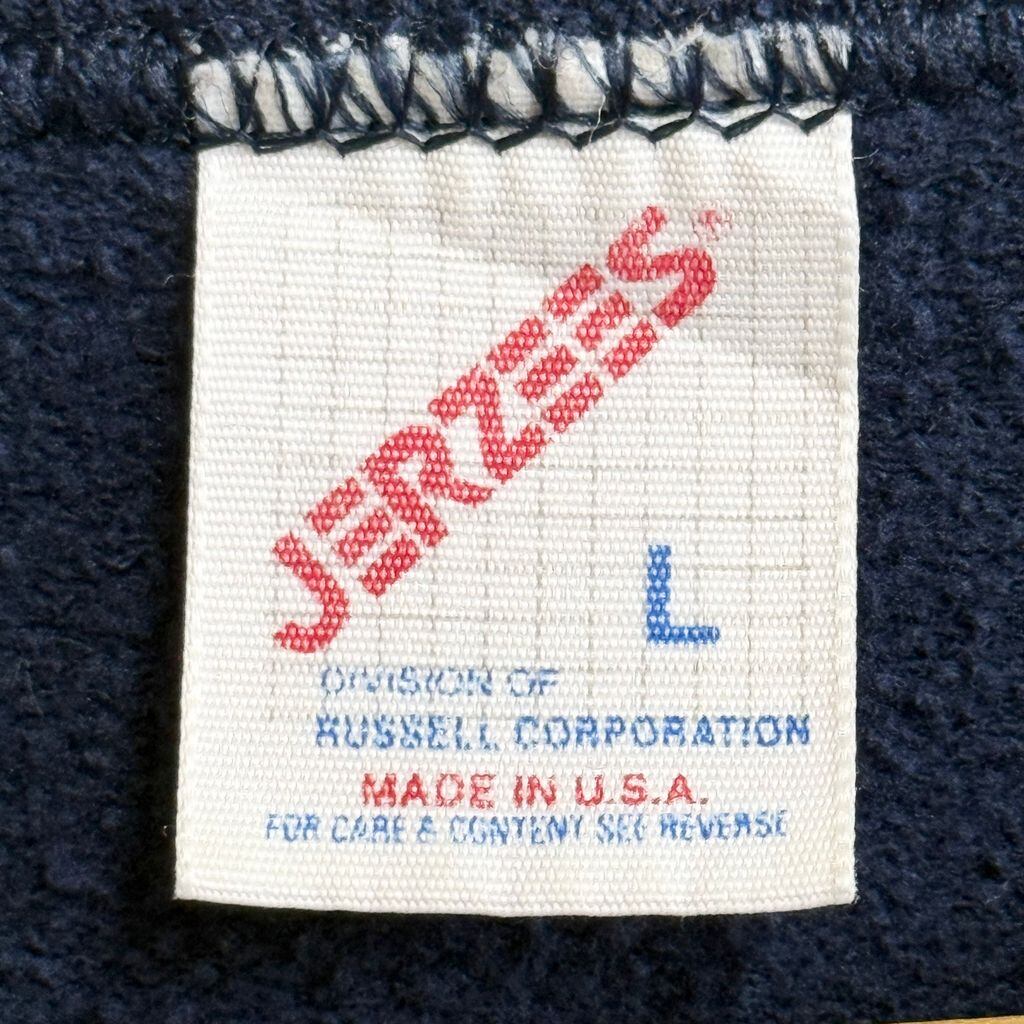 JERZEES®
L
DIVISION OF
RUSSELL CORPORATION
MADE IN U.S.A.
FOR CARE & CONTENT SEE REVERSE